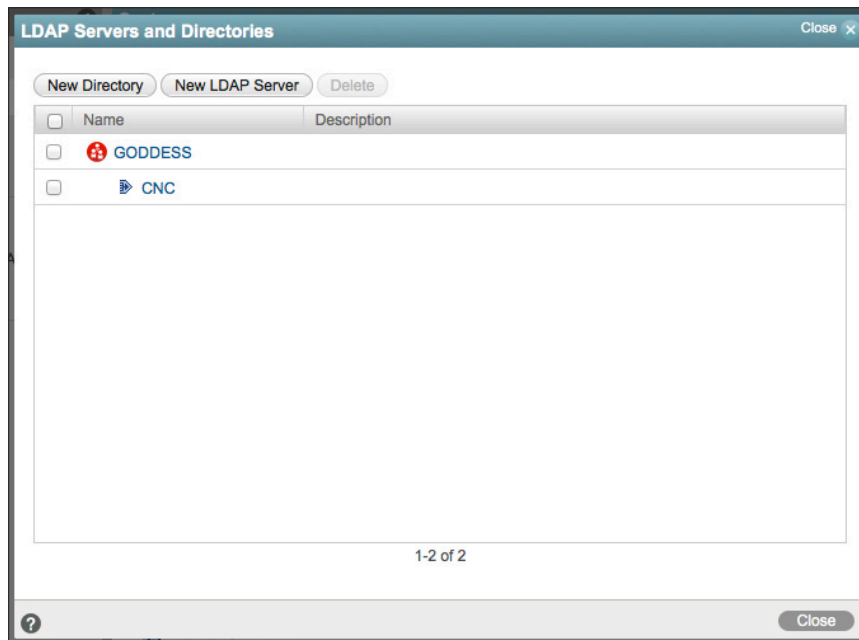 LDAP Servers and Directories Close
New Directory New LDAP Server Delete
Name Description
GODDESS
CNC
1-2 of 2
? Close